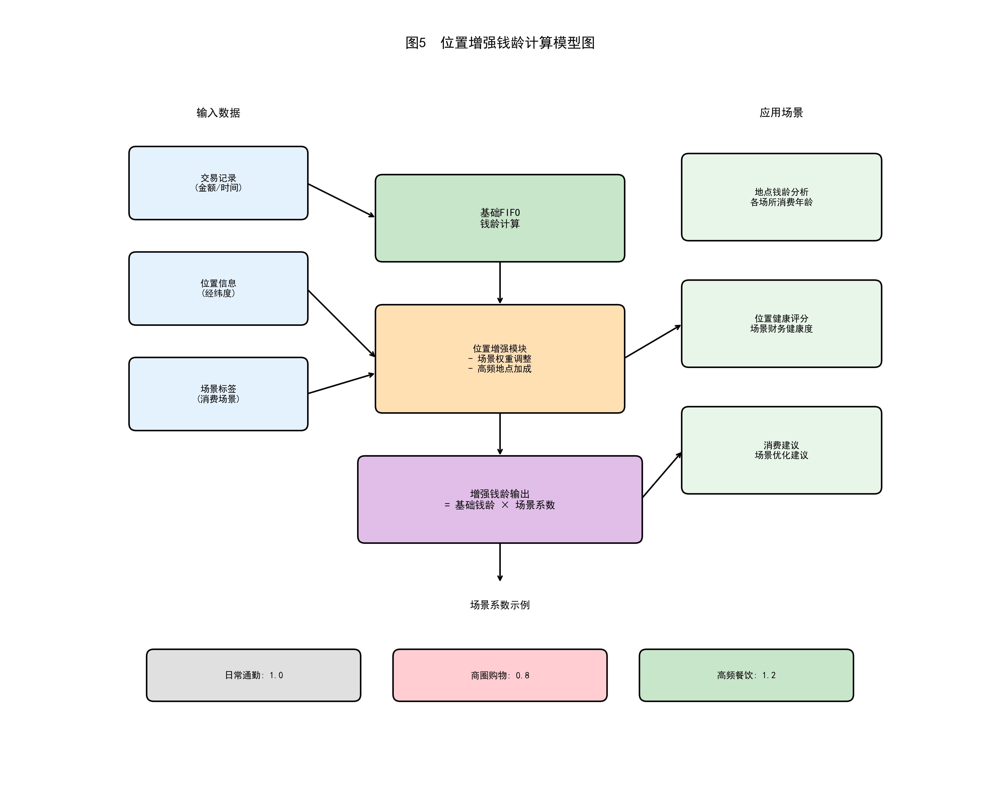 图5  位置增强钱龄计算模型图
输入数据
应用场景
交易记录
(金额/时间)
地点钱龄分析
各场所消费年龄
基础FIFO
钱龄计算
位置信息
(经纬度)
位置健康评分
场景财务健康度
位置增强模块
- 场景权重调整
- 高频地点加成
场景标签
(消费场景)
消费建议
场景优化建议
增强钱龄输出
= 基础钱龄 × 场景系数
场景系数示例
日常通勤: 1.0
商圈购物: 0.8
高频餐饮: 1.2